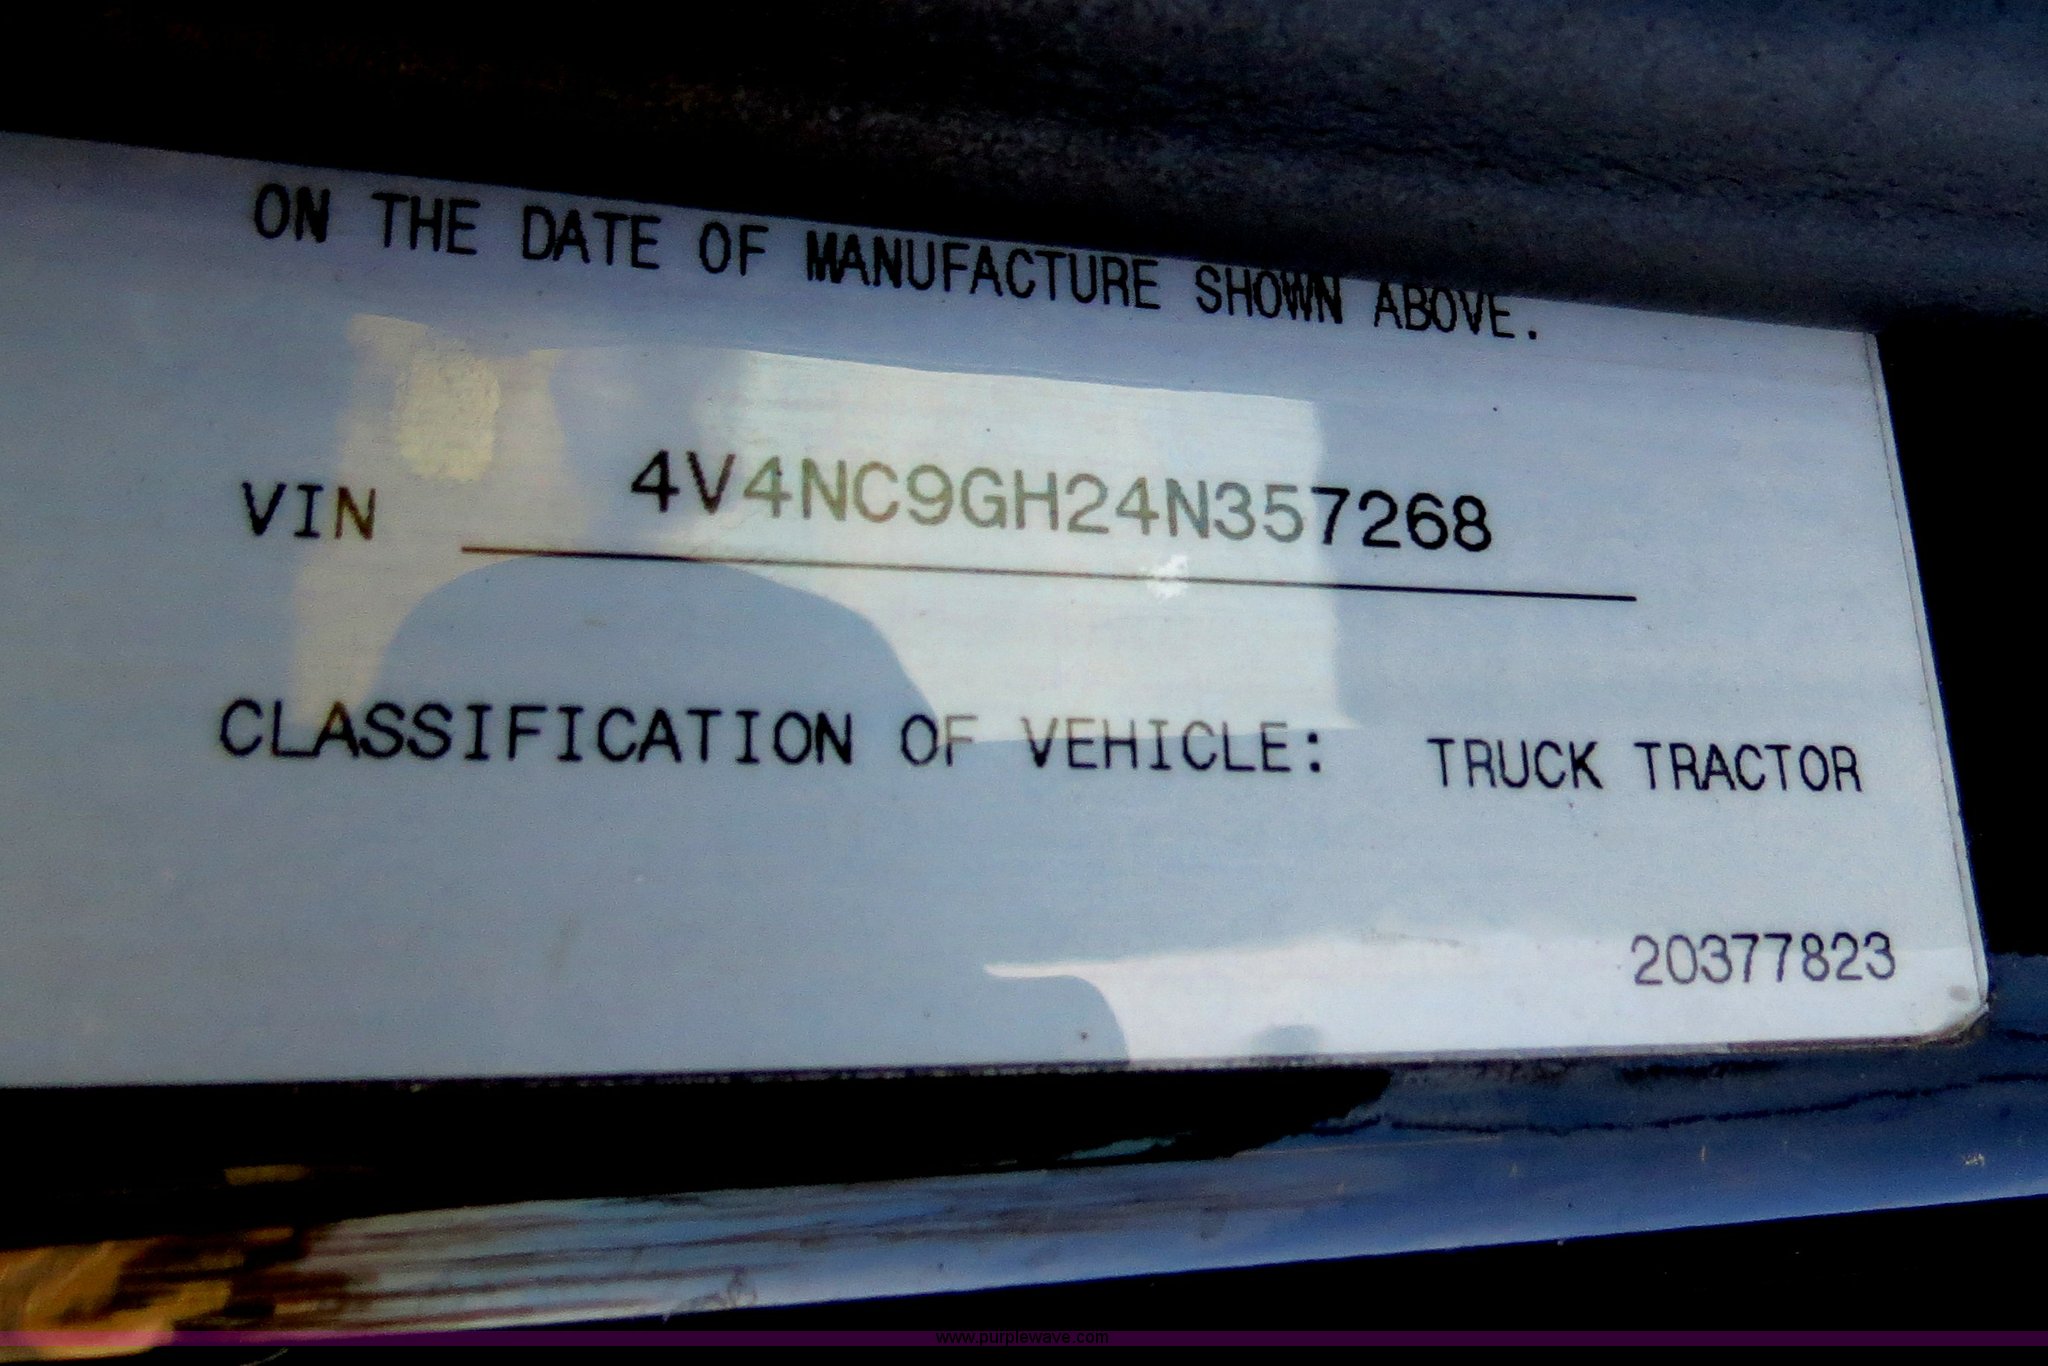 ON THE DATE OF MANUFACTURE SHOWN ABOVE.
VIN 4V4NC9GH24N357268
CLASSIFICATION OF VEHICLE: TRUCK TRACTOR
20377823
www.purplewave.com